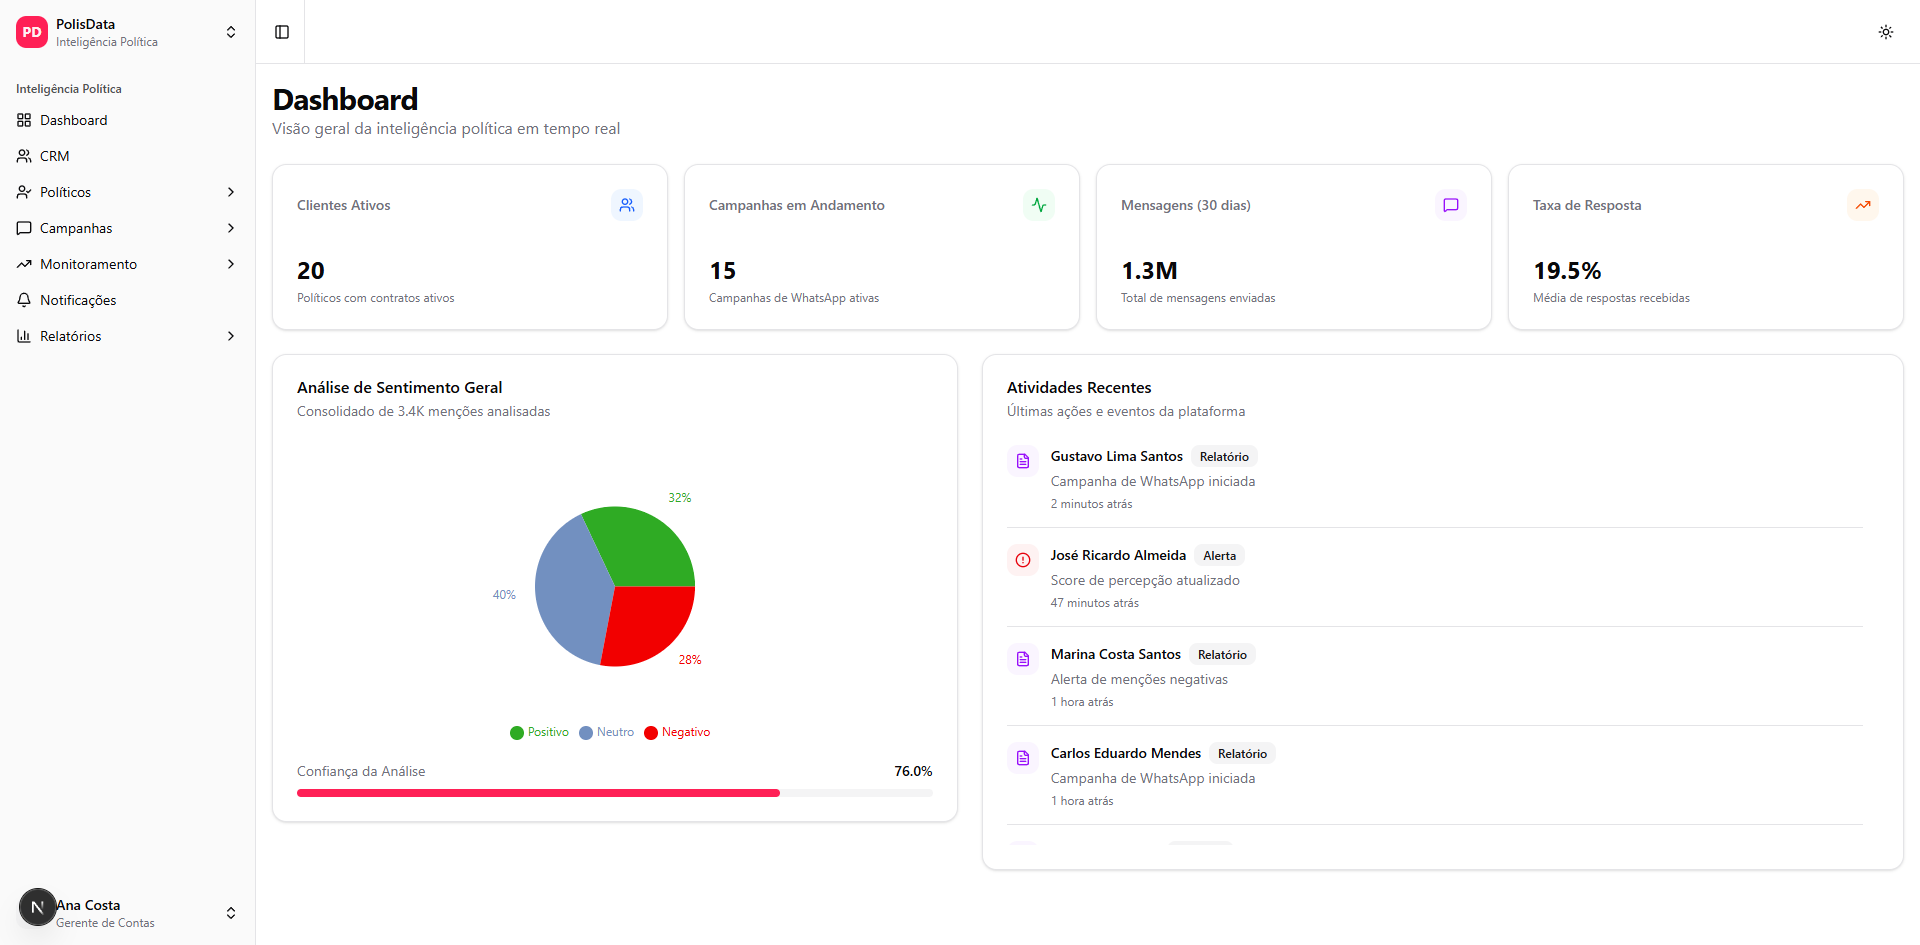 PD
PolisData
Inteligência Política
Inteligência Política
Dashboard
CRM
Políticos
Campanhas
Monitoramento
Notificações
Relatórios
N
Ana Costa
Gerente de Contas
Dashboard
Visão geral da inteligência política em tempo real
Clientes Ativos
20
Políticos com contratos ativos
Campanhas em Andamento
15
Campanhas de WhatsApp ativas
Mensagens (30 dias)
1.3M
Total de mensagens enviadas
Taxa de Resposta
19.5%
Média de respostas recebidas
Análise de Sentimento Geral
Consolidado de 3.4K menções analisadas
32%
40%
28%
Positivo Neutro Negativo
Confiança da Análise 76.0%
Atividades Recentes
Últimas ações e eventos da plataforma
Gustavo Lima Santos Relatório
Campanha de WhatsApp iniciada
2 minutos atrás
José Ricardo Almeida Alerta
Score de percepção atualizado
47 minutos atrás
Marina Costa Santos Relatório
Alerta de menções negativas
1 hora atrás
Carlos Eduardo Mendes Relatório
Campanha de WhatsApp iniciada
1 hora atrás